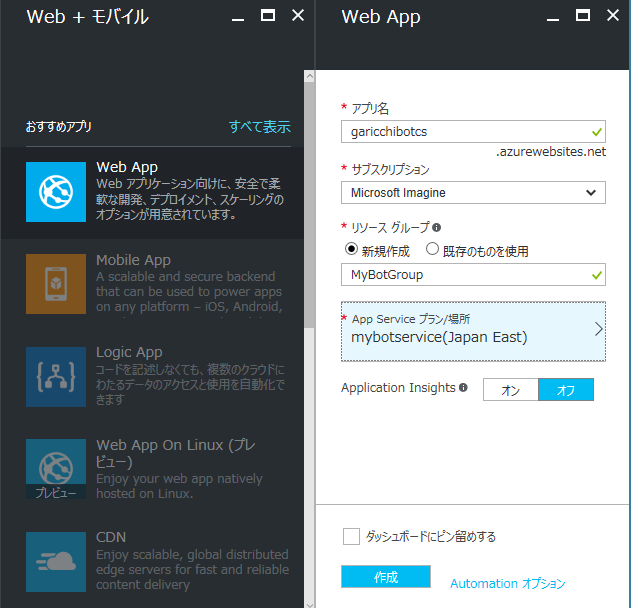 Web + モバイル
おすすめアプリ
すべて表示
Web App
Web アプリケーション向けに、安全で柔
軟な開発、デプロイメント、スケーリングの
オプションが用意されています。
Mobile App
A scalable and secure backend
that can be used to power apps
on any platform – iOS, Android,
Logic App
コードを記述しなくても、複数のクラウドに
わたるデータのアクセスと使用を自動化で
きます
Web App On Linux (プレ
ビュー)
Enjoy your web app natively
hosted on Linux.
プレビュー
CDN
Enjoy scalable, global distributed
edge servers for fast and reliable
content delivery
Web App
* アプリ名
garicchibotcs
.azurewebsites.net
* サブスクリプション
Microsoft Imagine
* リソース グループ
新規作成
既存のものを使用
MyBotGroup
* App Service プラン/場所
mybotservice(Japan East)
Application Insights
オン
オフ
ダッシュボードにピン留めする
作成
Automation オプション